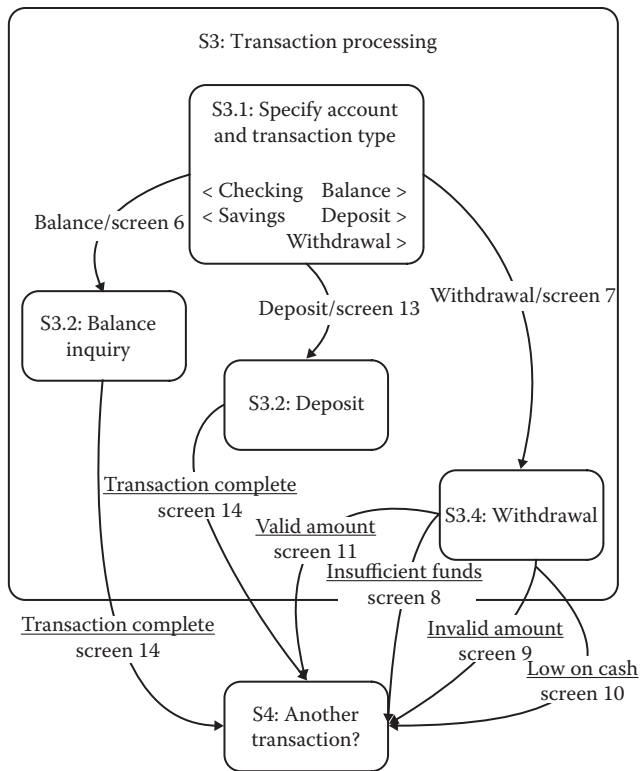 S3: Transaction processing
S3.1: Specify account
and transaction type
< Checking Balance >
< Savings Deposit >
Withdrawal >
Balance/screen 6
Deposit/screen 13
Withdrawal/screen 7
S3.2: Balance
inquiry
S3.2: Deposit
Transaction complete
screen 14
Valid amount
screen 11
S3.4: Withdrawal
Insufficient funds
screen 8
Transaction complete
screen 14
Invalid amount
screen 9
Low on cash
screen 10
S4: Another
transaction?